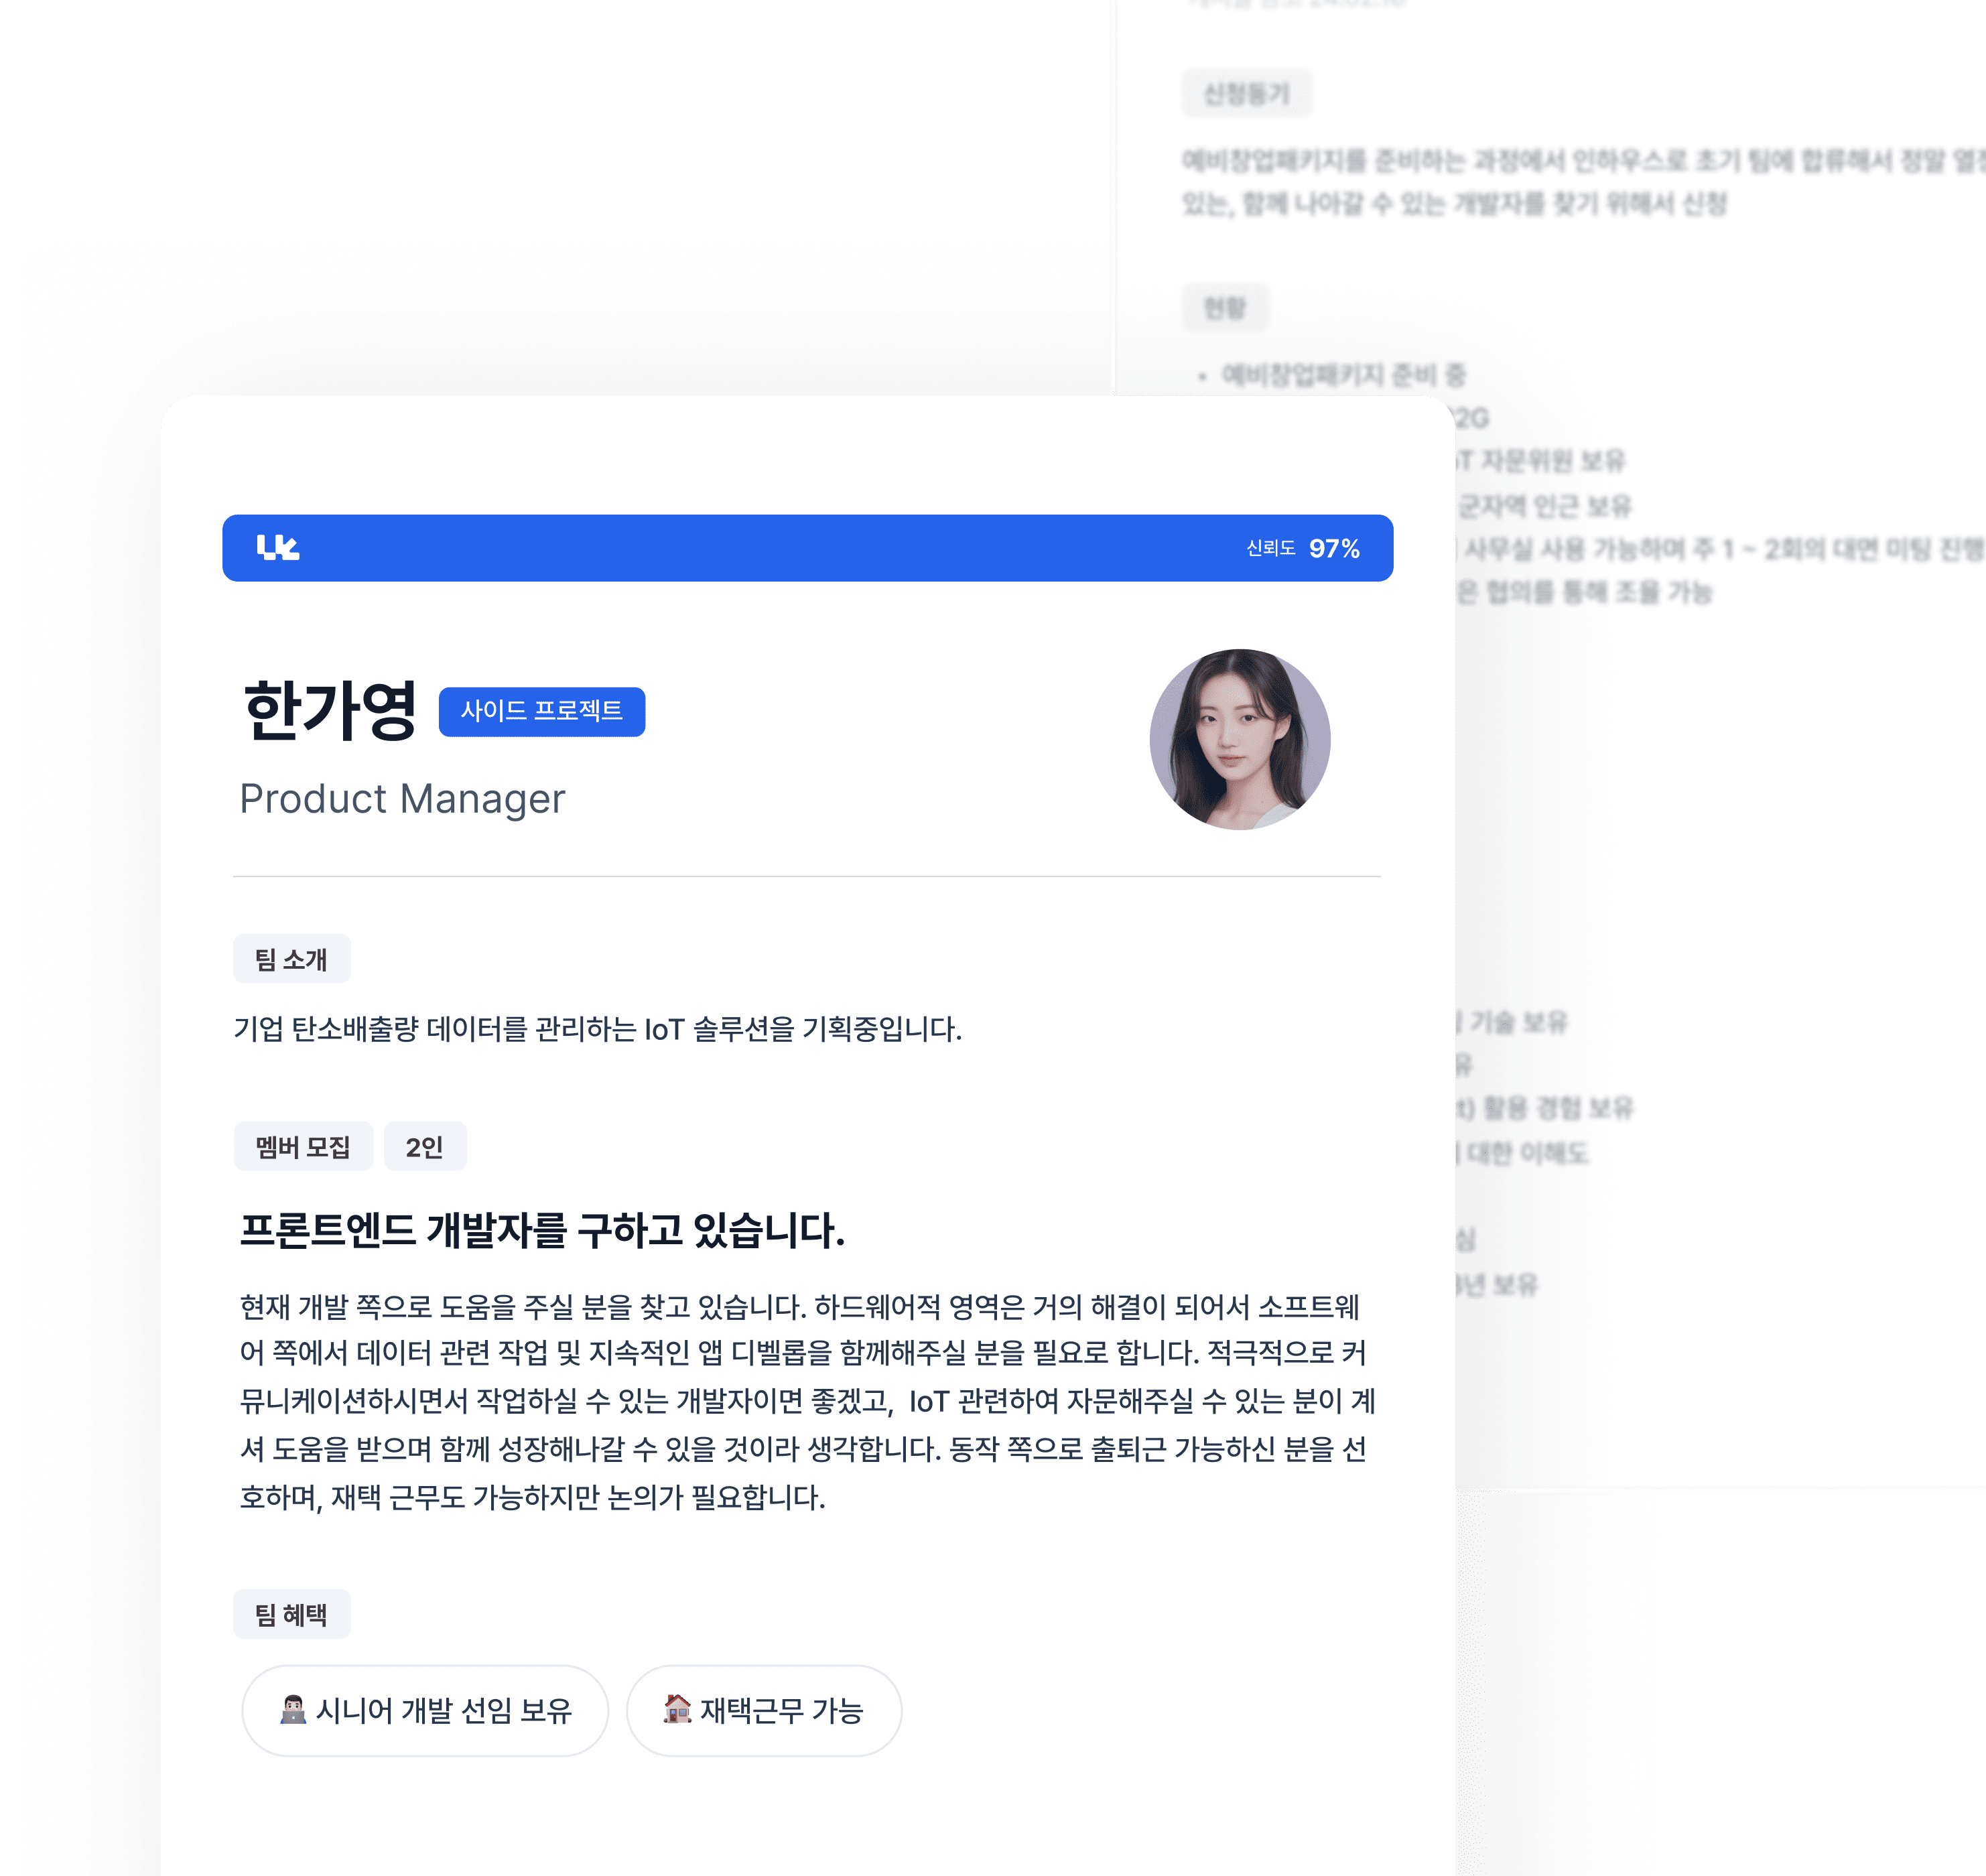 신청동기
예비창업패키지를 준비하는 과정에서 인하우스로 초기 팀에 합류해서 정말
있는, 함께 나아갈 수 있는 개발자를 찾기 위해서 신청
현황
• 예비창업패키지 준비 중
자문위원 보유
군자역 인근 보유
사무실 사용 가능하며 주 1 ~ 2회의 대면 미팅 진행
협의를 통해 조율 가능
기술 보유
활용 경험 보유
대한 이해도
보유
신뢰도 97%
한가영 사이드 프로젝트
Product Manager
팀 소개
기업 탄소배출량 데이터를 관리하는 IoT 솔루션을 기획중입니다.
멤버 모집 2인
프론트엔드 개발자를 구하고 있습니다.
현재 개발 쪽으로 도움을 주실 분을 찾고 있습니다. 하드웨어적 영역은 거의 해결이 되어서 소프트웨
어 쪽에서 데이터 관련 작업 및 지속적인 앱 디벨롭을 함께해주실 분을 필요로 합니다. 적극적으로 커
뮤니케이션하시면서 작업하실 수 있는 개발자이면 좋겠고, IoT 관련하여 자문해주실 수 있는 분이 계
셔 도움을 받으며 함께 성장해나갈 수 있을 것이라 생각합니다. 동작 쪽으로 출퇴근 가능하신 분을 선
호하며, 재택 근무도 가능하지만 논의가 필요합니다.
팀 혜택
시니어 개발 선임 보유
재택근무 가능